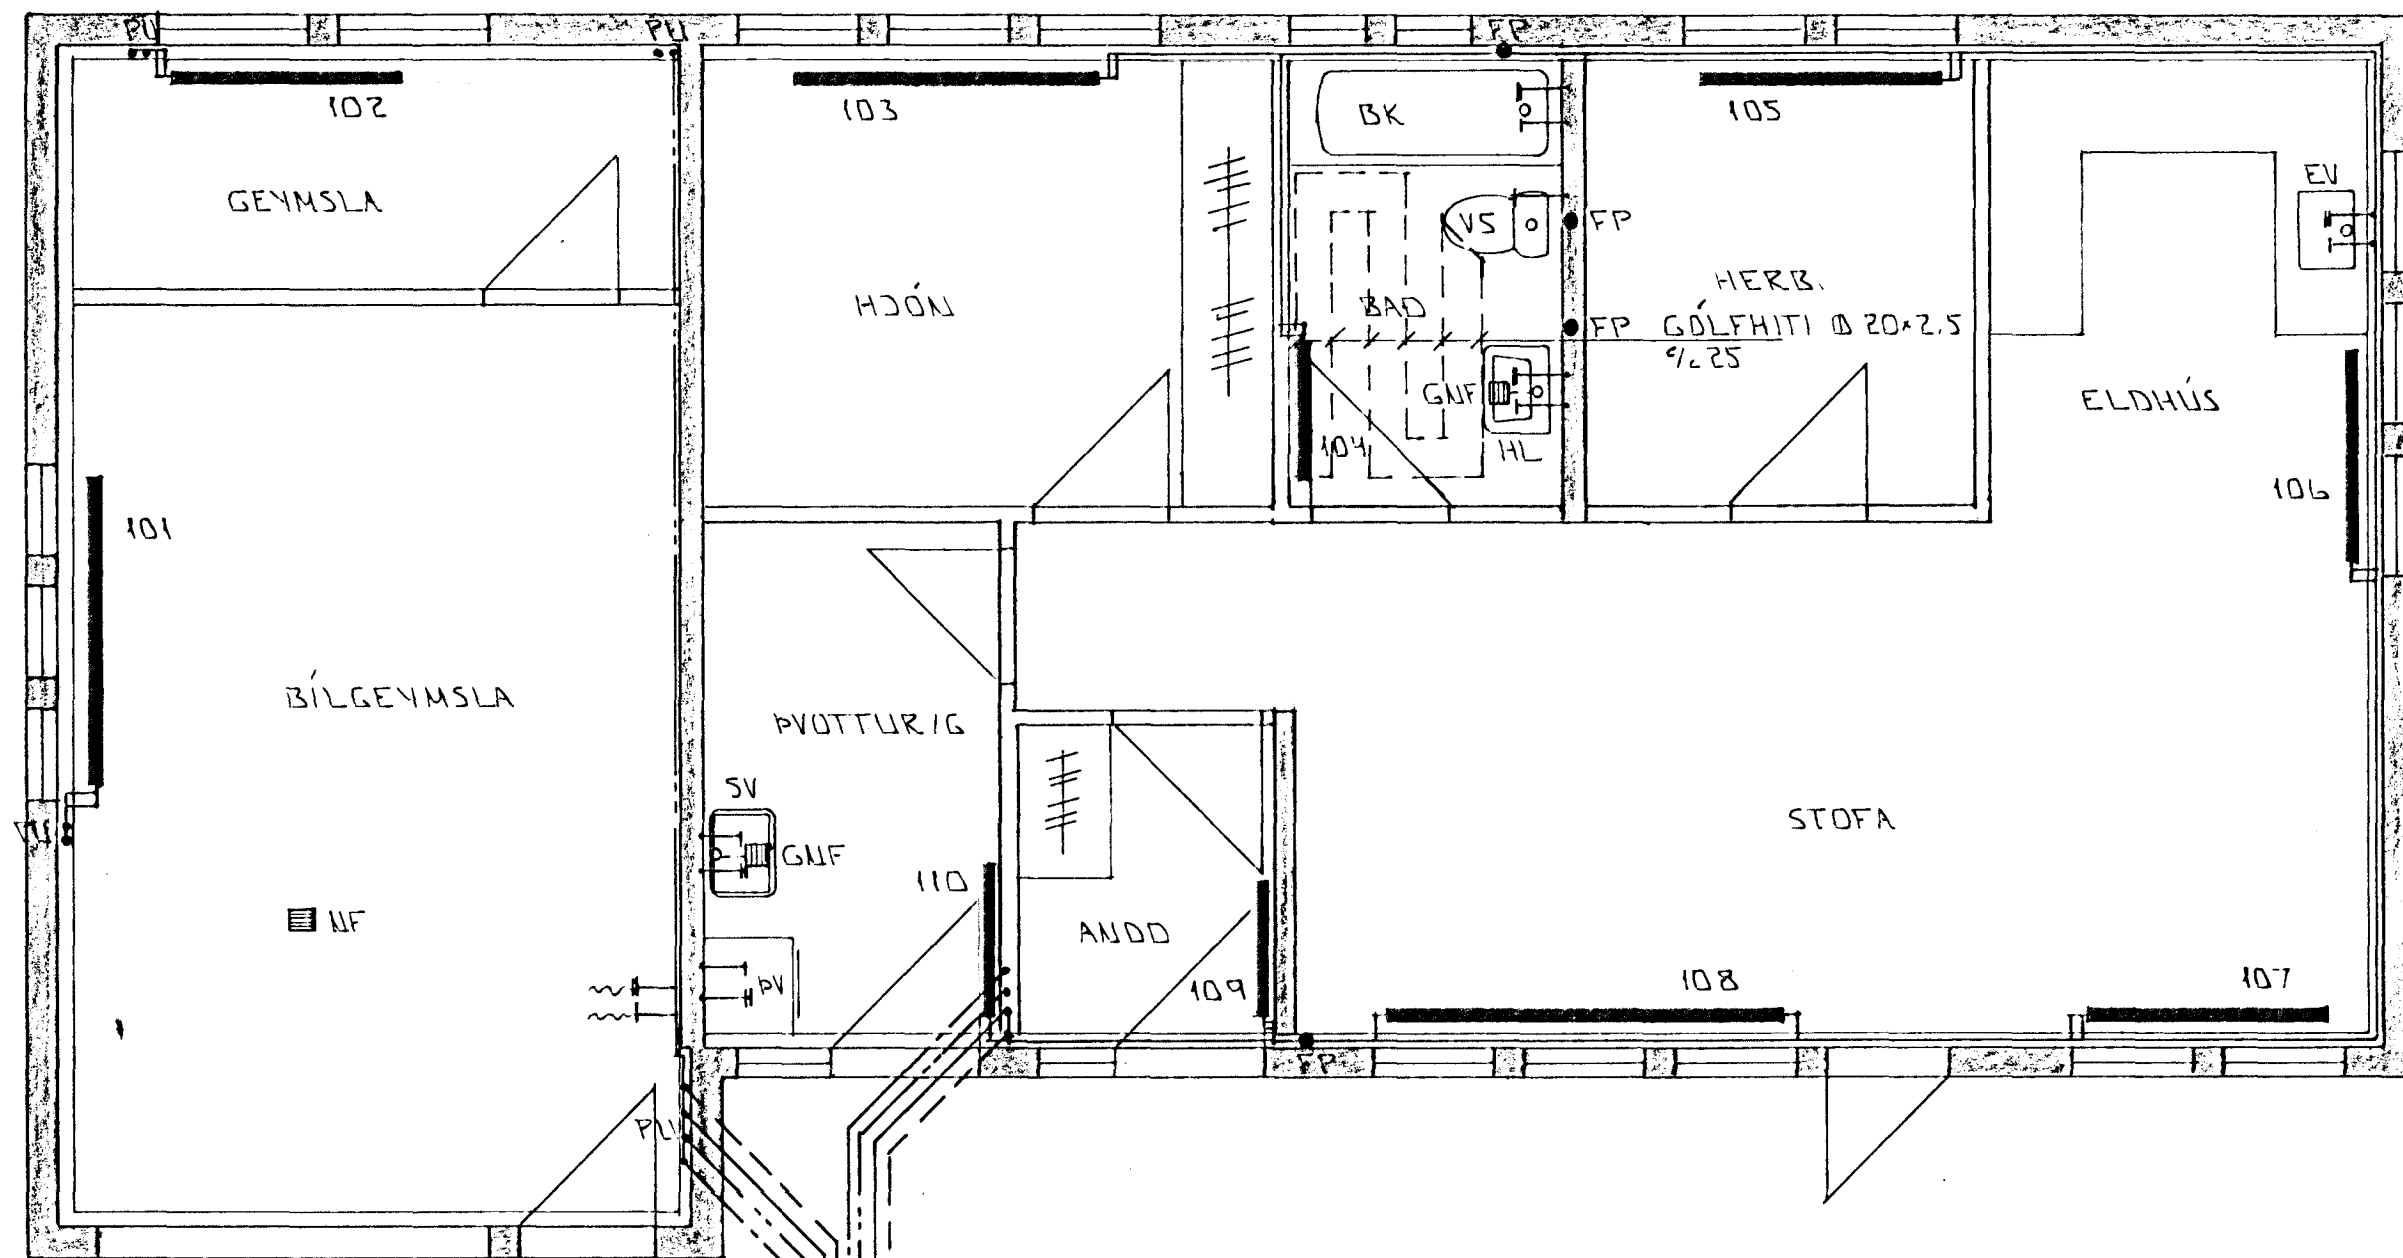 PU
PU
FP
102
103
BK
105
GEYMSLA
EV
VS
FP
HJÓN
BAÐ
HERB.
FP GÓLFHITI Ø 20×2.5
c/c 25
GNF
ELDHÚS
104
HL
106
101
BÍLGEYMSLA
ÞVOTTUR/G
SV
STOFA
GNF
110
NF
ANDD
ÞV
109
108
107
FP
PU